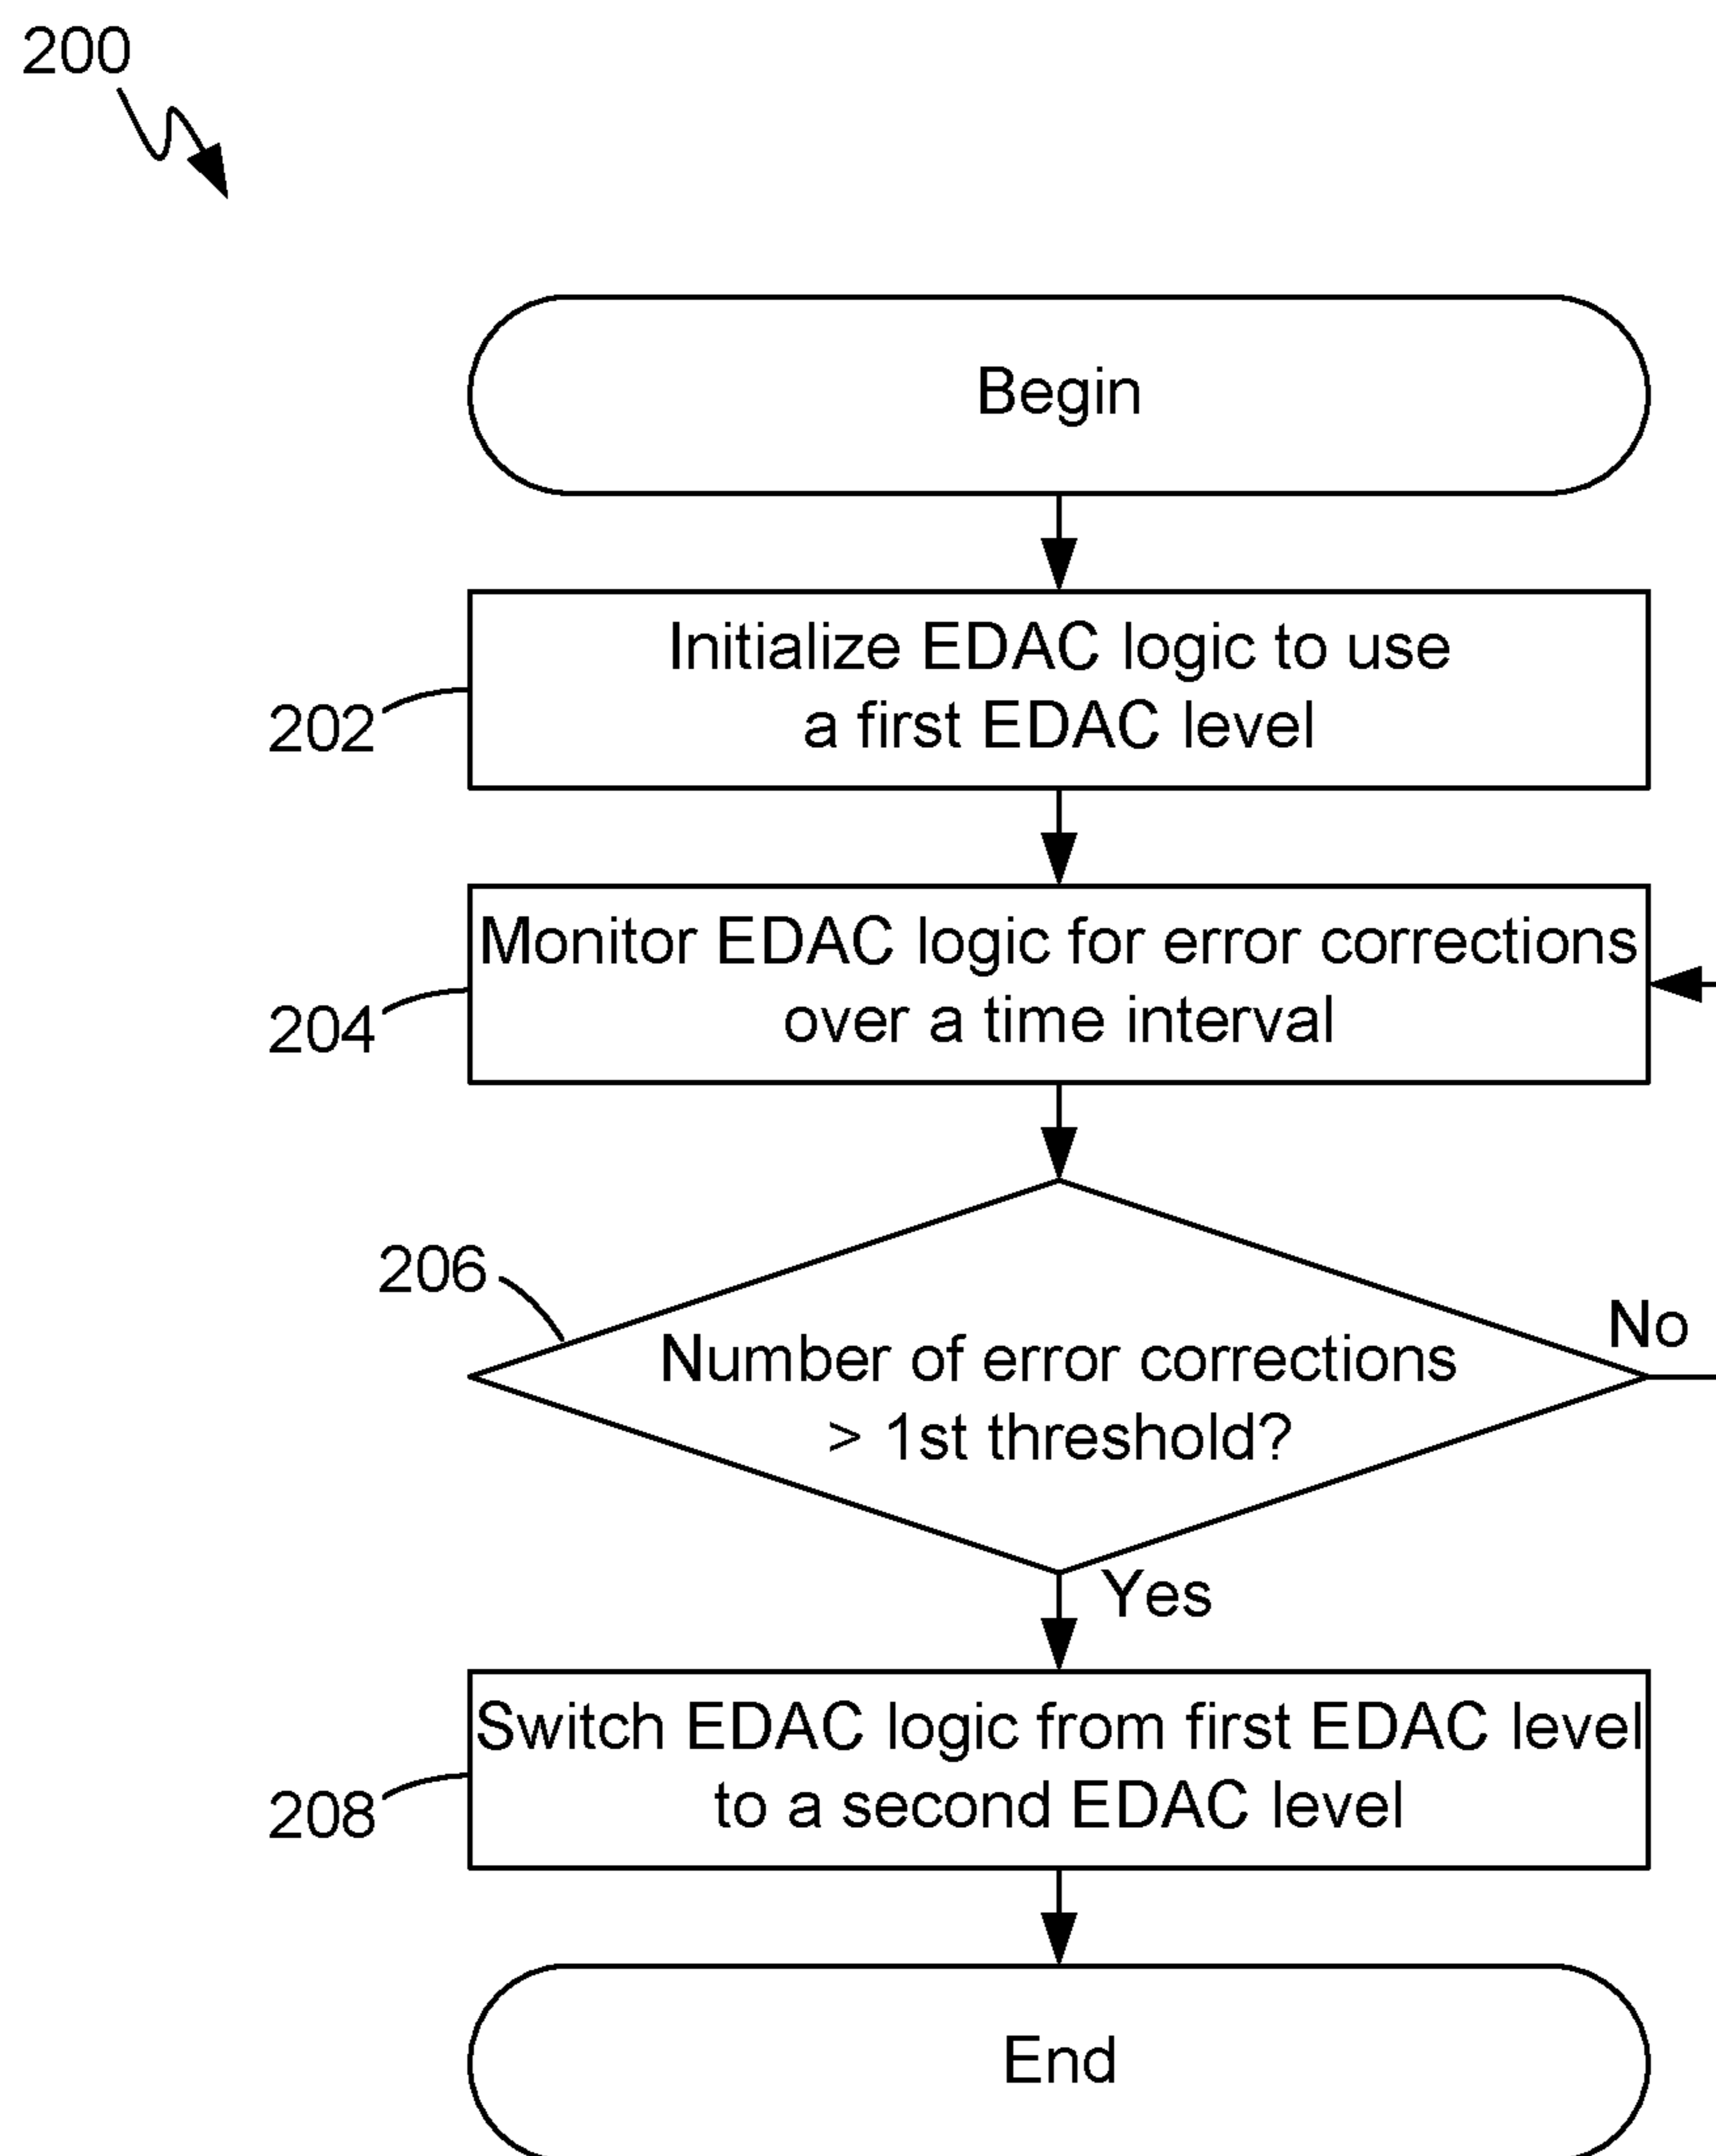 200
Begin
Initialize EDAC logic to use
a first EDAC level
202
Monitor EDAC logic for error corrections
over a time interval
204
206
Number of error corrections
> 1st threshold?
No
Yes
Switch EDAC logic from first EDAC level
to a second EDAC level
208
End